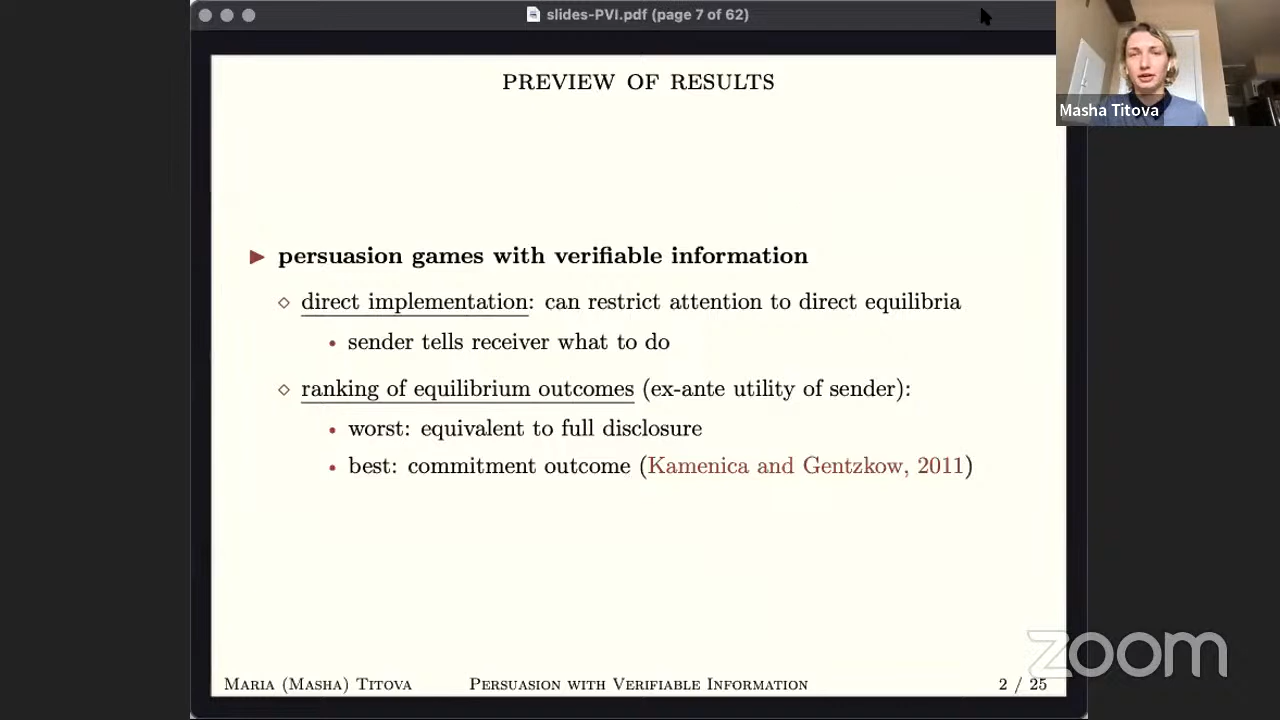 slides-PVI.pdf (page 7 of 62)
PREVIEW OF RESULTS
Masha Titova
▶ persuasion games with verifiable information
◇ direct implementation: can restrict attention to direct equilibria
• sender tells receiver what to do
◇ ranking of equilibrium outcomes (ex-ante utility of sender):
• worst: equivalent to full disclosure
• best: commitment outcome (Kamenica and Gentzkow, 2011)
zoom
MARIA (MASHA) TITOVA PERSUASION WITH VERIFIABLE INFORMATION 2 / 25